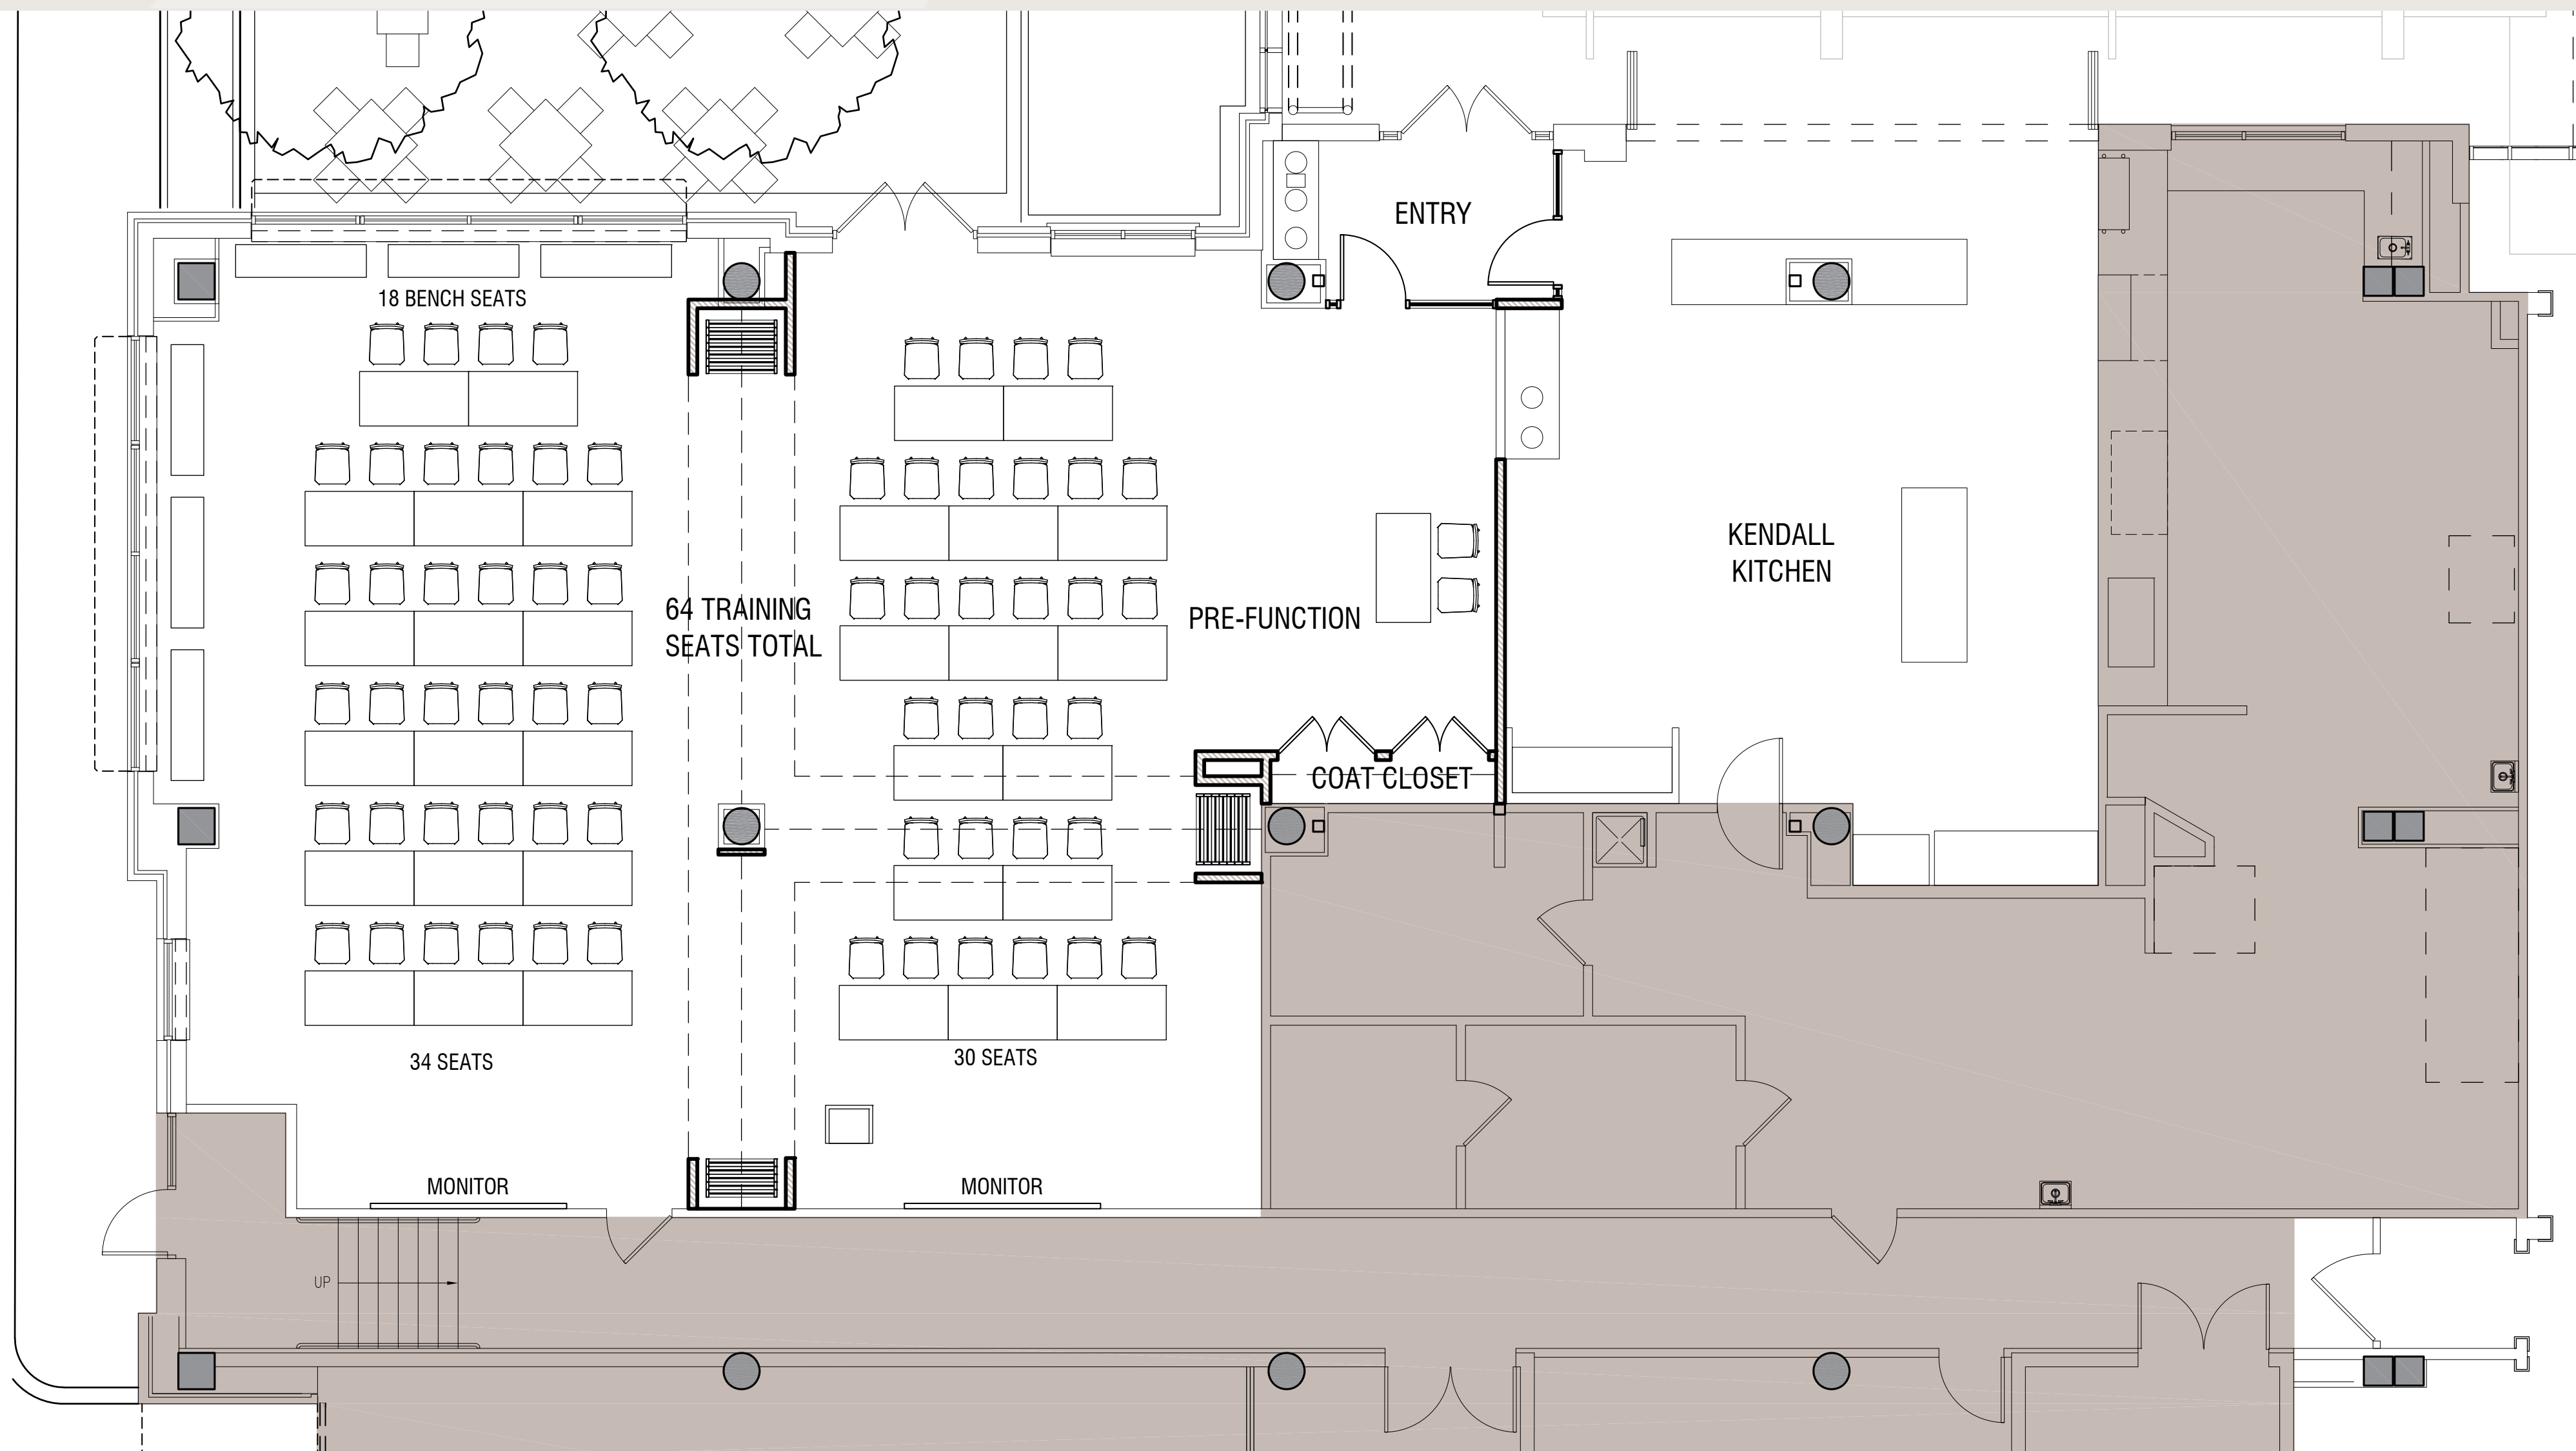 ENTRY
18 BENCH SEATS
KENDALL
KITCHEN
64 TRAINING
SEATS TOTAL
PRE-FUNCTION
COAT CLOSET
34 SEATS
30 SEATS
MONITOR
MONITOR
UP